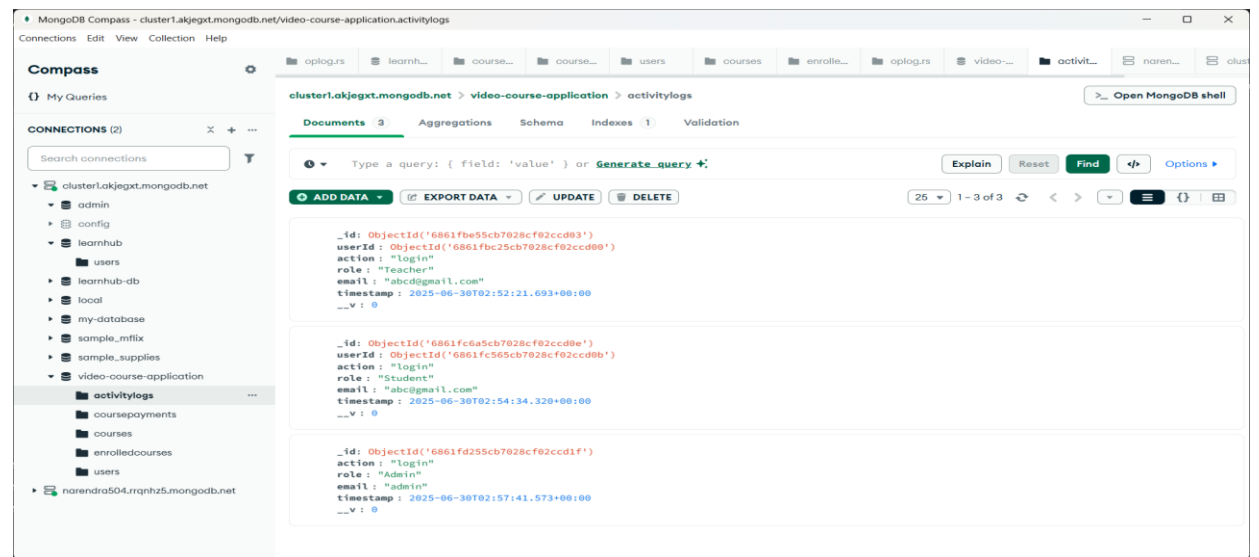 MongoDB Compass - cluster1.akjegxt.mongodb.net/video-course-application.activitylogs
Connections Edit View Collection Help
Compass
{} My Queries
CONNECTIONS (2)
Search connections
cluster1.akjegxt.mongodb.net
admin
config
learnhub
users
learnhub-db
local
my-database
sample_mflix
sample_supplies
video-course-application
activitylogs
coursepayments
courses
enrolledcourses
users
narendra504.rrqnhz5.mongodb.net
oplog.rs learnh... course... course... users courses enrolle... oplog.rs video-... activit... naren... clust
cluster1.akjegxt.mongodb.net > video-course-application > activitylogs
>_ Open MongoDB shell
Documents 3 Aggregations Schema Indexes 1 Validation
Type a query: { field: 'value' } or Generate query
Explain Reset Find </> Options
ADD DATA EXPORT DATA UPDATE DELETE
25 1 – 3 of 3 {}
_id: ObjectId('6861fbe55cb7028cf02ccd03')
userId : ObjectId('6861fbc25cb7028cf02ccd00')
action : "login"
role : "Teacher"
email : "abcd@gmail.com"
timestamp : 2025-06-30T02:52:21.693+00:00
__v : 0
_id: ObjectId('6861fc6a5cb7028cf02ccd0e')
userId : ObjectId('6861fc565cb7028cf02ccd0b')
action : "login"
role : "Student"
email : "abc@gmail.com"
timestamp : 2025-06-30T02:54:34.320+00:00
__v : 0
_id: ObjectId('6861fd255cb7028cf02ccd1f')
action : "login"
role : "Admin"
email : "admin"
timestamp : 2025-06-30T02:57:41.573+00:00
__v : 0